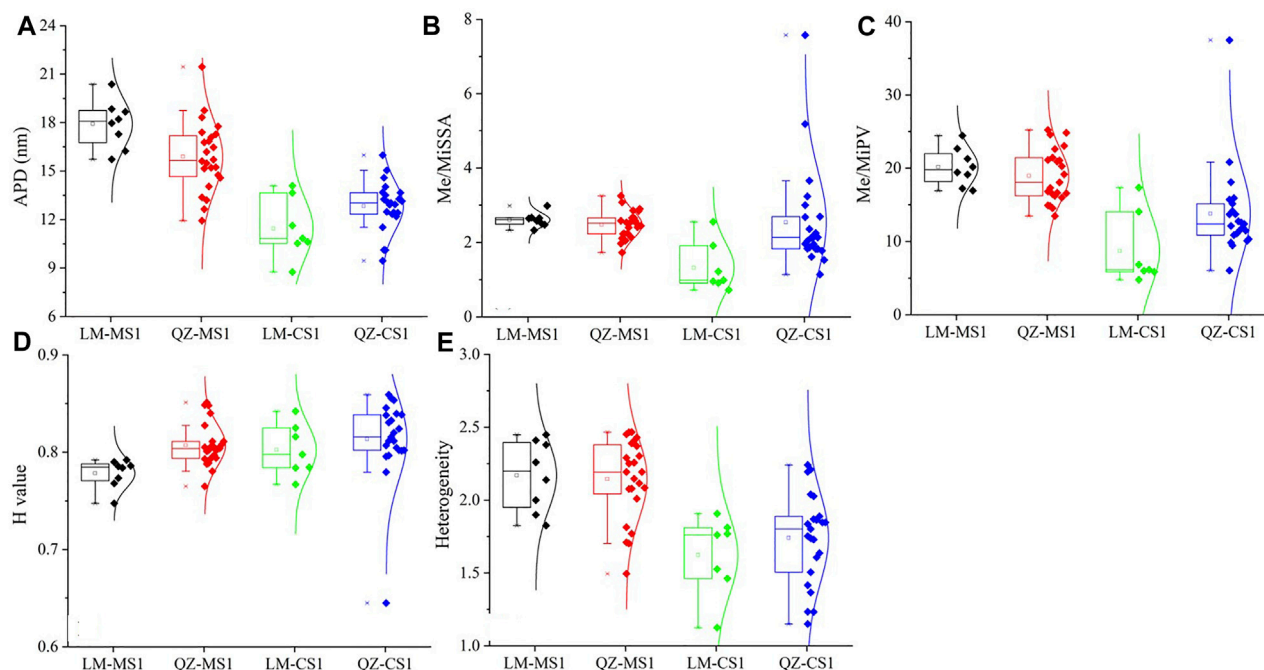 A
APD (nm)
24
21
18
15
12
9
6
LM-MS1 QZ-MS1 LM-CS1 QZ-CS1
B
Me/MiSSA
8
6
4
2
0
LM-MS1 QZ-MS1 LM-CS1 QZ-CS1
C
Me/MiPV
40
30
20
10
0
LM-MS1 QZ-MS1 LM-CS1 QZ-CS1
D
H value
0.9
0.8
0.7
0.6
LM-MS1 QZ-MS1 LM-CS1 QZ-CS1
E
Heterogeneity
3.0
2.5
2.0
1.5
1.0
LM-MS1 QZ-MS1 LM-CS1 QZ-CS1